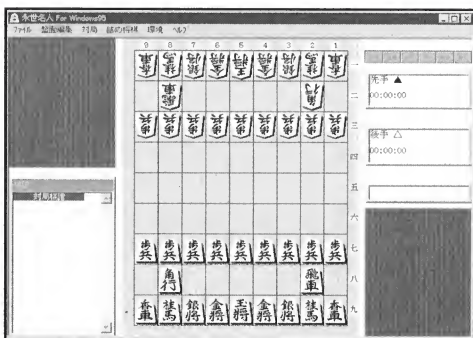 永世名人 For Windows95
ﾌｧｲﾙ 盤面編集 対局 詰め将棋 環境 ﾍﾙﾌﾟ
9 8 7 6 5 4 3 2 1
香車 桂馬 銀将 金将 王将 金将 銀将 桂馬 香車 一
飛車 角行 二
歩兵 歩兵 歩兵 歩兵 歩兵 歩兵 歩兵 歩兵 歩兵 三
四
五
六
歩兵 歩兵 歩兵 歩兵 歩兵 歩兵 歩兵 歩兵 歩兵 七
角行 飛車 八
香車 桂馬 銀将 金将 王将 金将 銀将 桂馬 香車 九
先手 ▲
00:00:00
後手 △
00:00:00